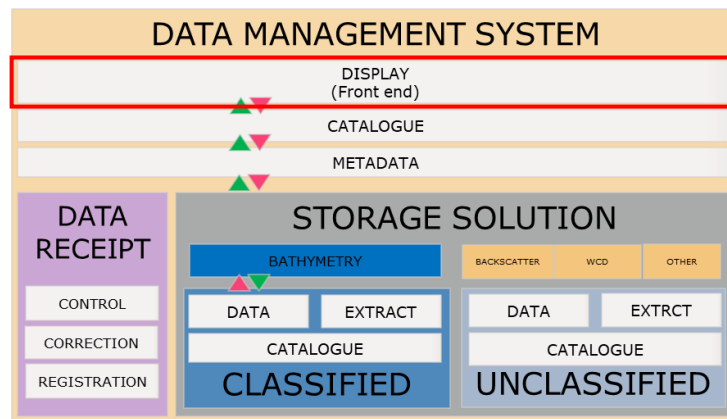 DATA MANAGEMENT SYSTEM
DISPLAY
(Front end)
CATALOGUE
METADATA
DATA
RECEIPT
CONTROL
CORRECTION
REGISTRATION
STORAGE SOLUTION
BATHYMETRY
DATA
EXTRACT
CATALOGUE
CLASSIFIED
BACKSCATTER
WCD
OTHER
DATA
EXTRCT
CATALOGUE
UNCLASSIFIED